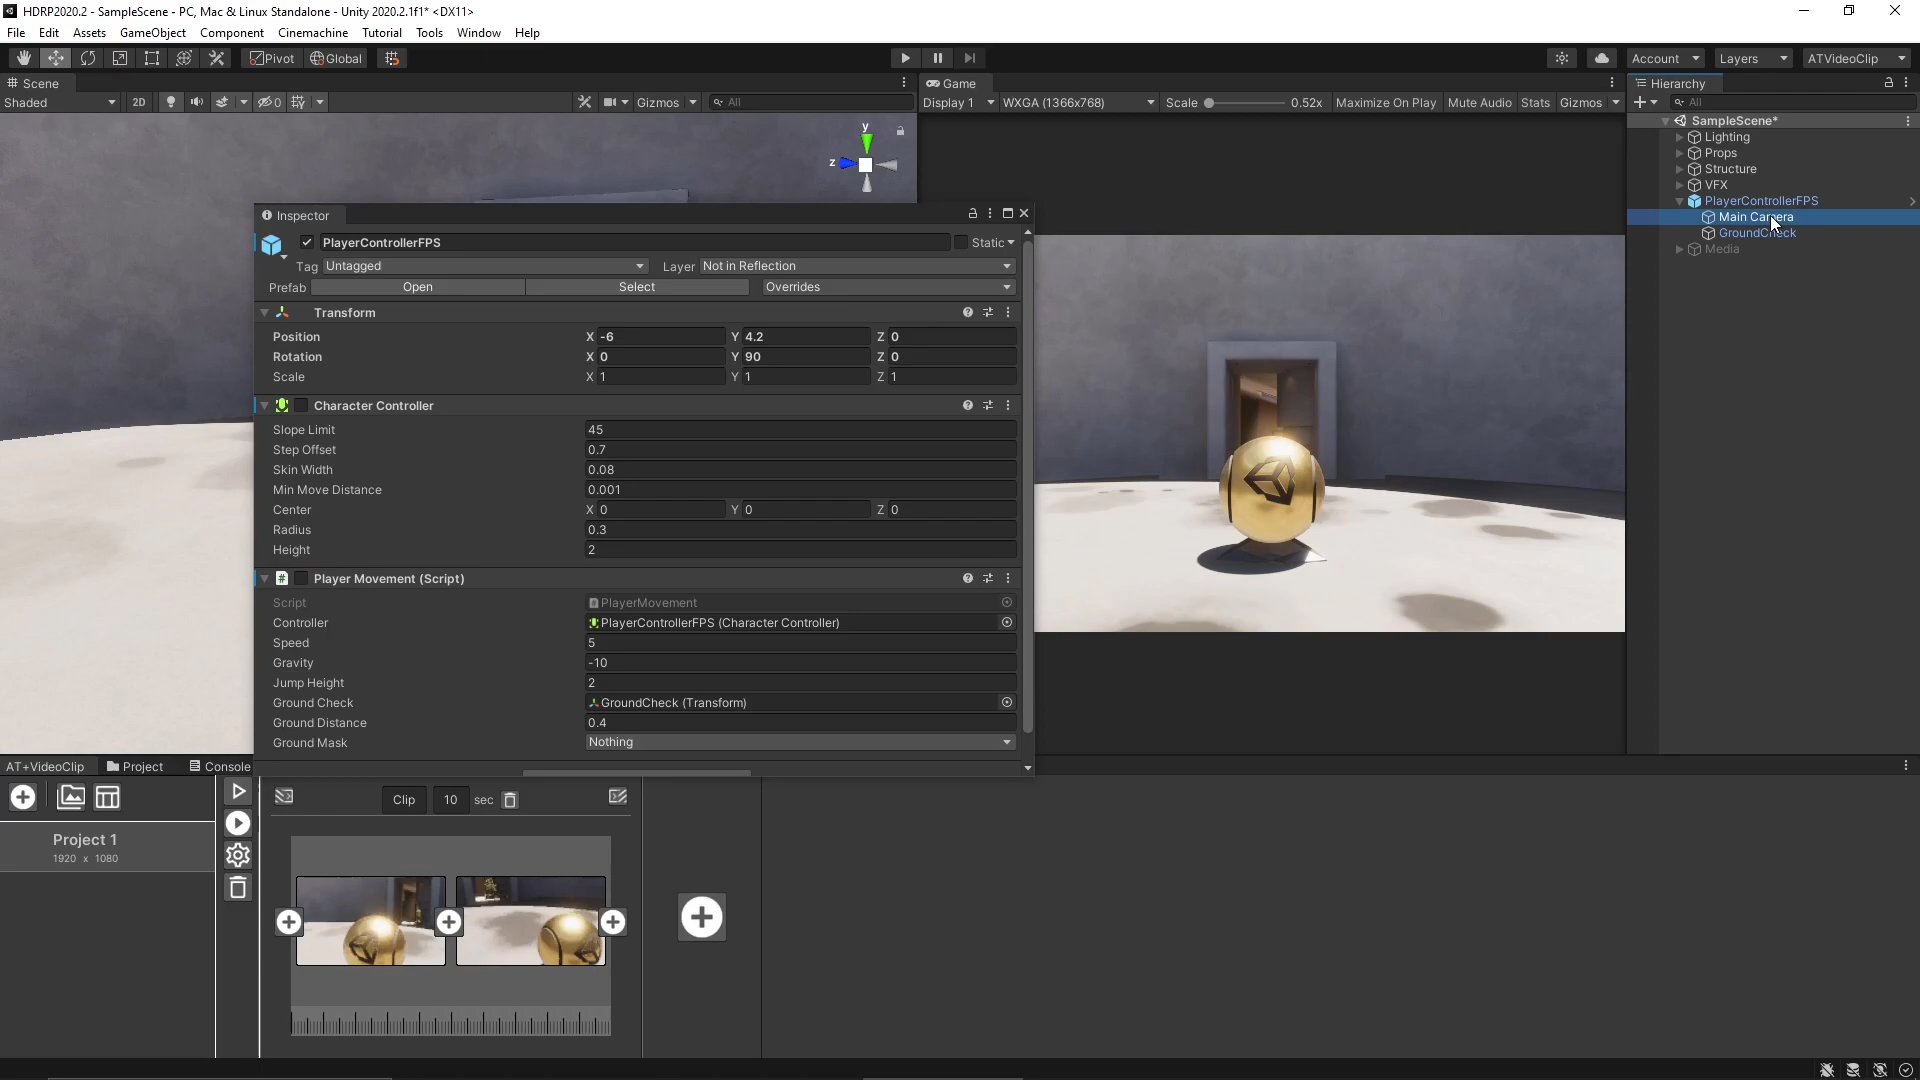 HDRP2020.2 - SampleScene - PC, Mac & Linux Standalone - Unity 2020.2.1f1* <DX11>
File Edit Assets GameObject Component Cinemachine Tutorial Tools Window Help
Pivot Global Account Layers ATVideoClip
Scene
Game
Hierarchy
Shaded 2D 0 Gizmos All
Display 1 WXGA (1366x768) Scale 0.52x Maximize On Play Mute Audio Stats Gizmos
All
SampleScene*
Lighting
Props
Structure
VFX
PlayerControllerFPS
Main Camera
GroundCheck
Media
y
z
Inspector
PlayerControllerFPS Static
Tag Untagged Layer Not in Reflection
Prefab Open Select Overrides
Transform
Position X -6 Y 4.2 Z 0
Rotation X 0 Y 90 Z 0
Scale X 1 Y 1 Z 1
Character Controller
Slope Limit 45
Step Offset 0.7
Skin Width 0.08
Min Move Distance 0.001
Center X 0 Y 0 Z 0
Radius 0.3
Height 2
# Player Movement (Script)
Script PlayerMovement
Controller PlayerControllerFPS (Character Controller)
Speed 5
Gravity -10
Jump Height 2
Ground Check GroundCheck (Transform)
Ground Distance 0.4
Ground Mask Nothing
AT+VideoClip Project Console
Clip 10 sec
Project 1
1920 x 1080